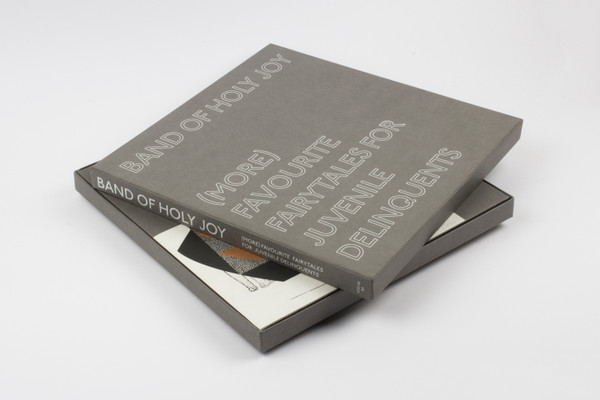 BAND OF HOLY JOY
(MORE)
FAVOURITE
FAIRYTALES FOR
JUVENILE
DELINQUENTS
BAND OF HOLY JOY
(MORE) FAVOURITE FAIRYTALES
FOR JUVENILE DELINQUENTS